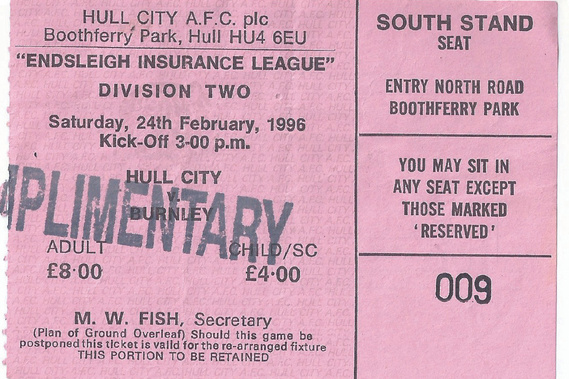 HULL CITY A.F.C. plc
Boothferry Park, Hull HU4 6EU
"ENDSLEIGH INSURANCE LEAGUE"
DIVISION TWO
Saturday, 24th February, 1996
Kick-Off 3-00 p.m.
HULL CITY
v.
BURNLEY
MPLIMENTARY
ADULT CHILD/SC
£8·00 £4·00
M. W. FISH, Secretary
(Plan of Ground Overleaf) Should this game be
postponed this ticket is valid for the re-arranged fixture
THIS PORTION TO BE RETAINED
SOUTH STAND
SEAT
ENTRY NORTH ROAD
BOOTHFERRY PARK
YOU MAY SIT IN
ANY SEAT EXCEPT
THOSE MARKED
'RESERVED'
009